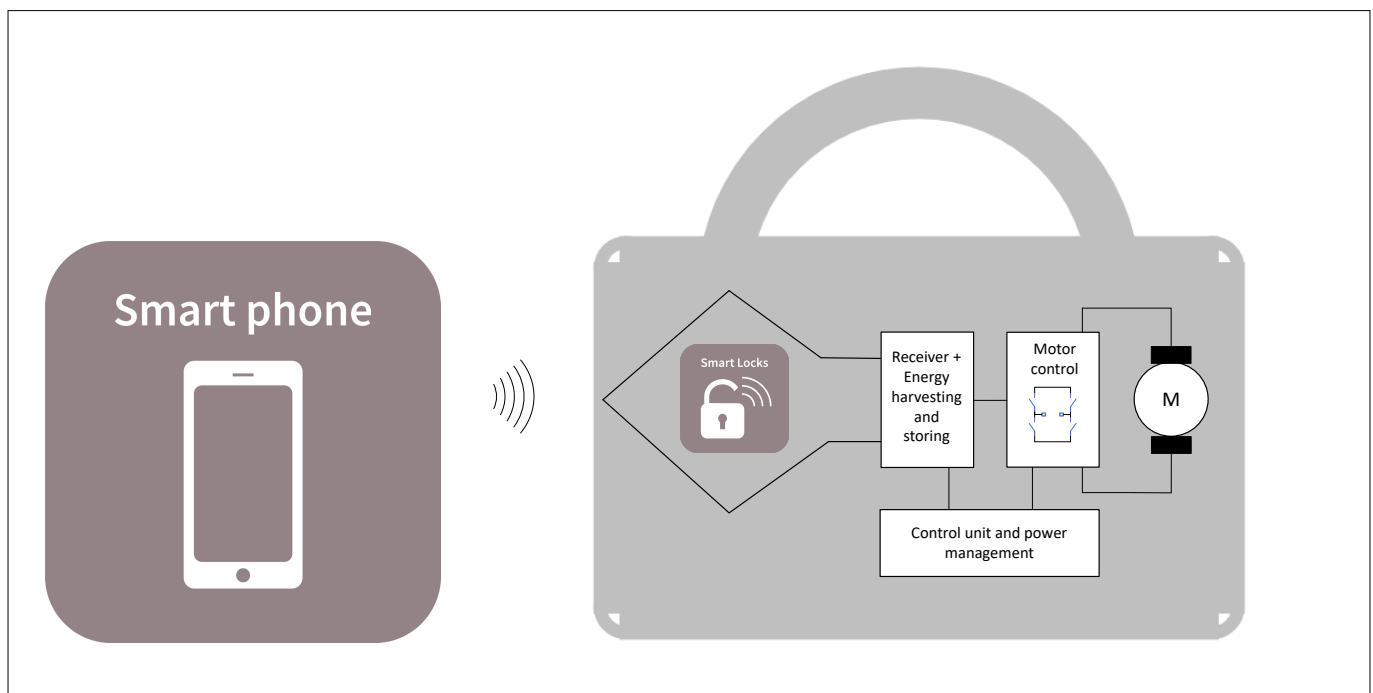 Smart phone
Smart Locks
Receiver +
Energy
harvesting
and
storing
Motor
control
M
Control unit and power
management